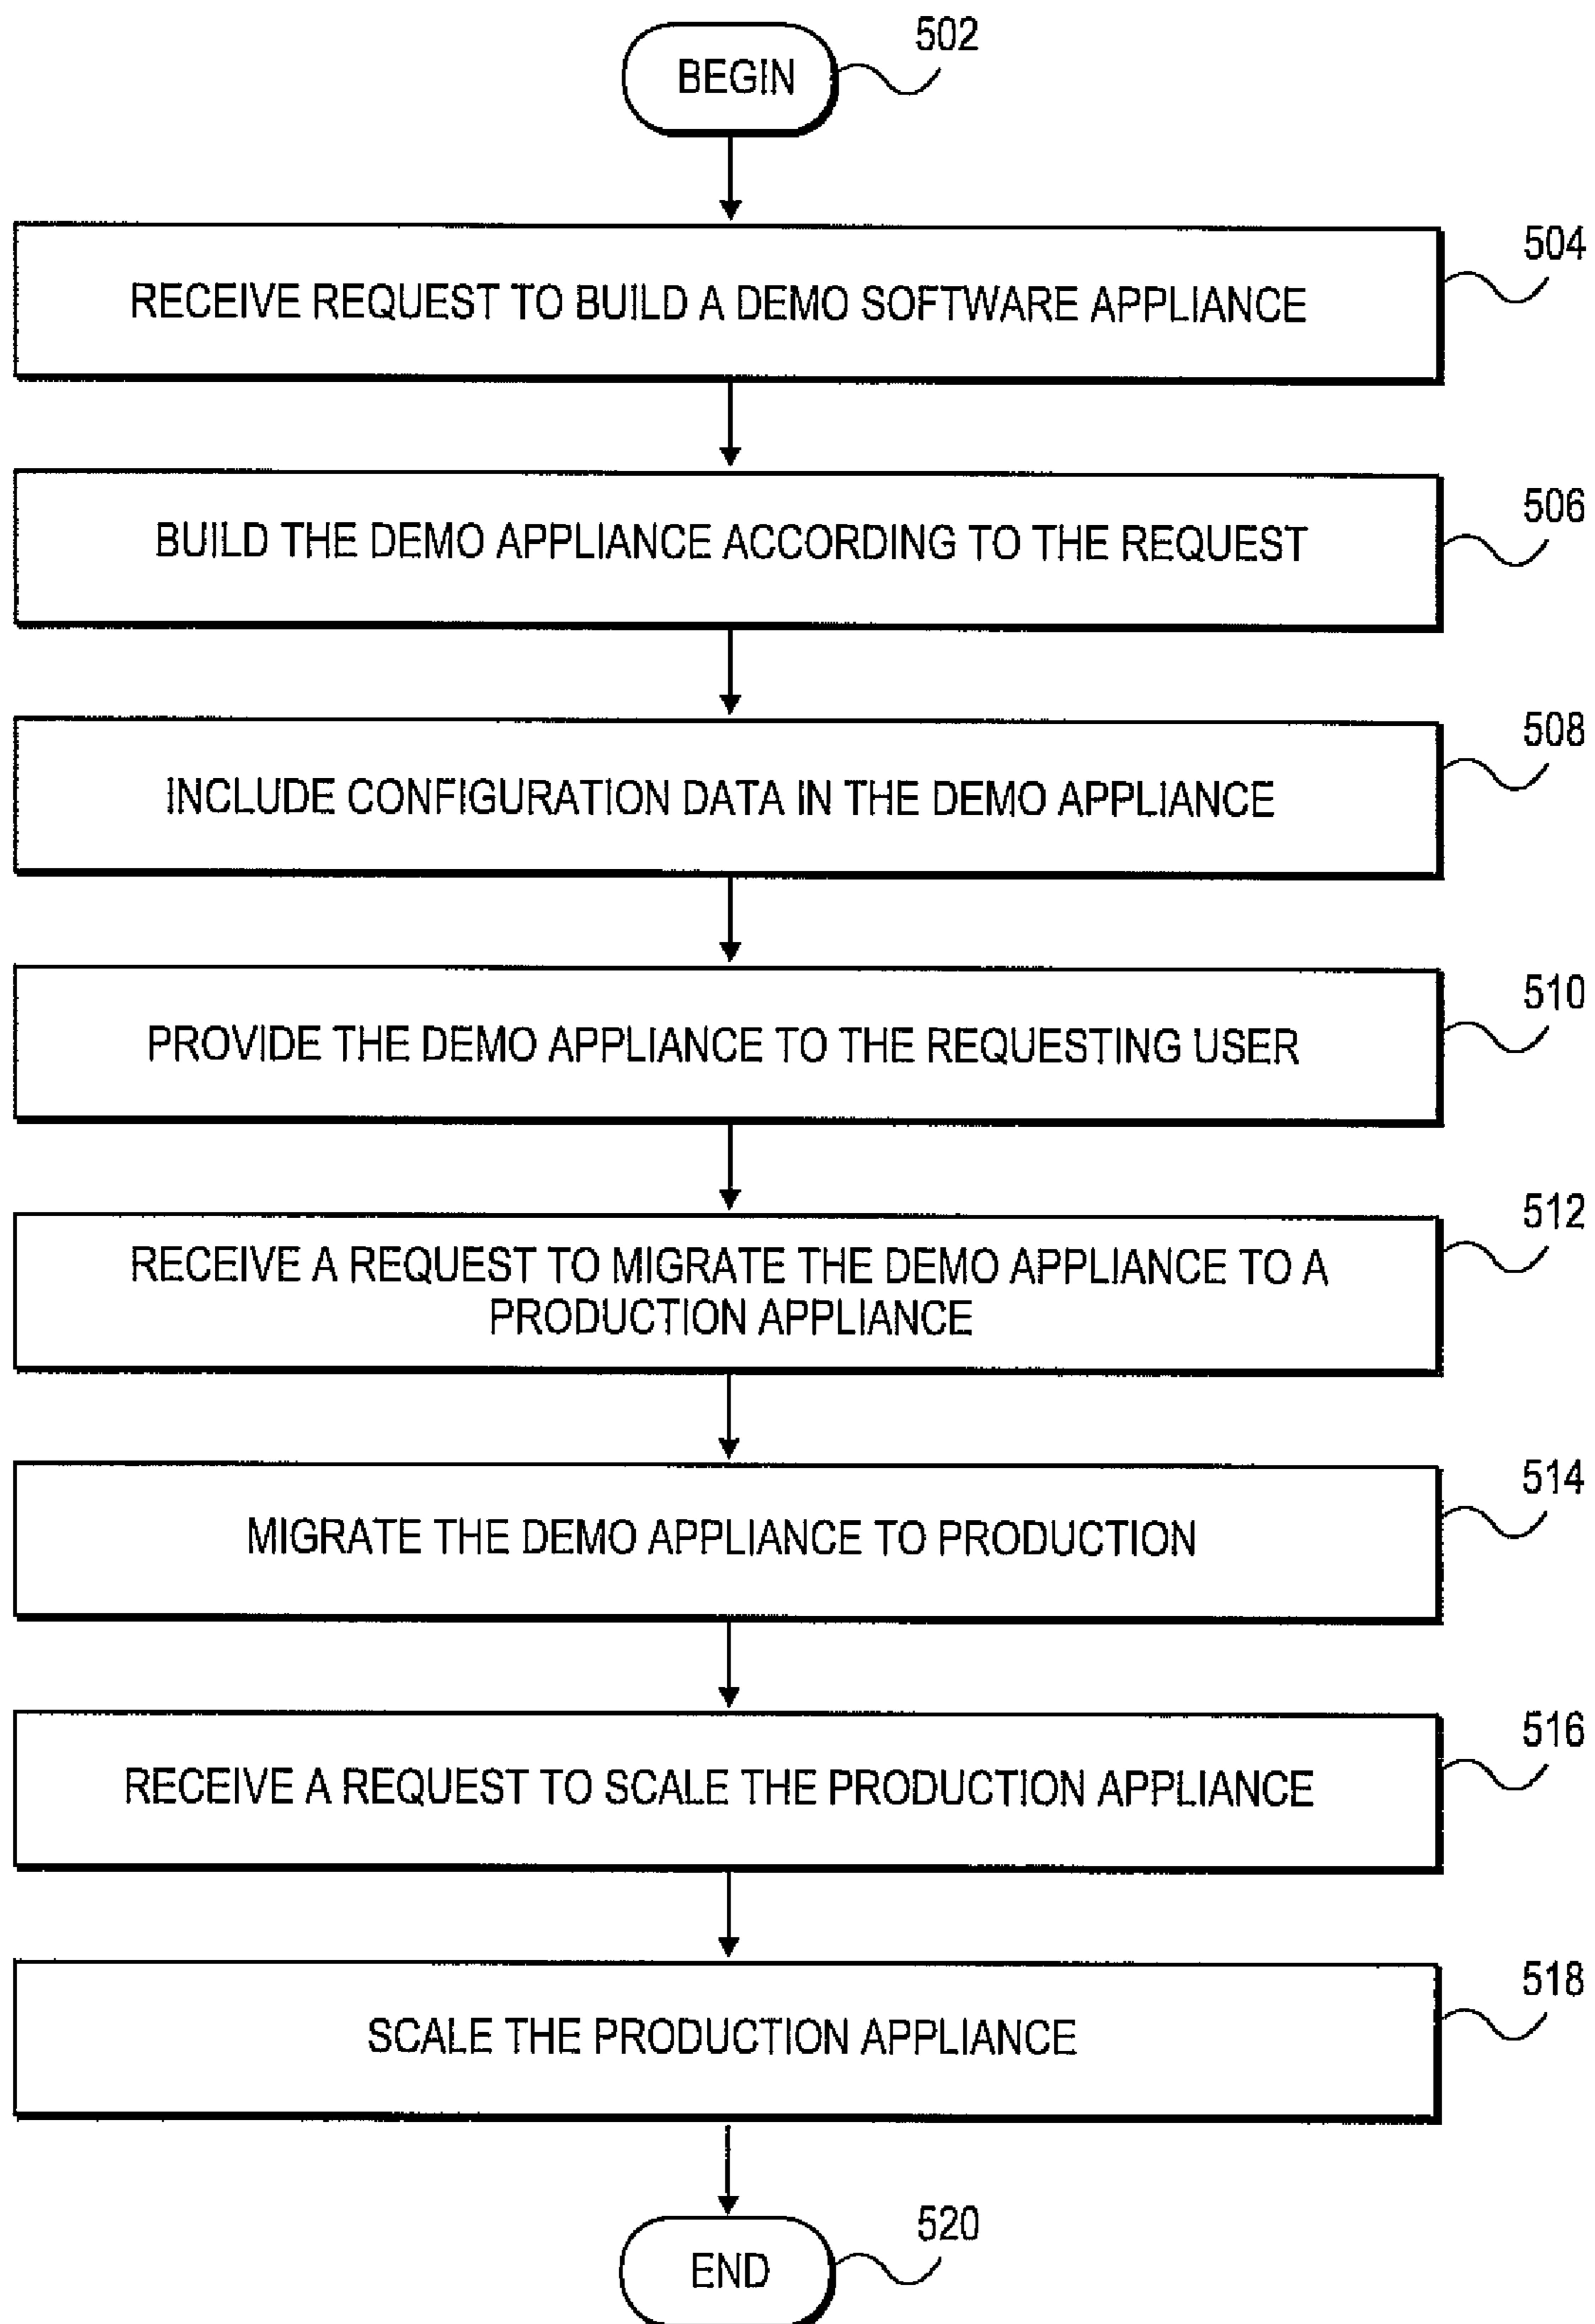 BEGIN
502
RECEIVE REQUEST TO BUILD A DEMO SOFTWARE APPLIANCE
504
BUILD THE DEMO APPLIANCE ACCORDING TO THE REQUEST
506
INCLUDE CONFIGURATION DATA IN THE DEMO APPLIANCE
508
PROVIDE THE DEMO APPLIANCE TO THE REQUESTING USER
510
RECEIVE A REQUEST TO MIGRATE THE DEMO APPLIANCE TO A
PRODUCTION APPLIANCE
512
MIGRATE THE DEMO APPLIANCE TO PRODUCTION
514
RECEIVE A REQUEST TO SCALE THE PRODUCTION APPLIANCE
516
SCALE THE PRODUCTION APPLIANCE
518
END
520